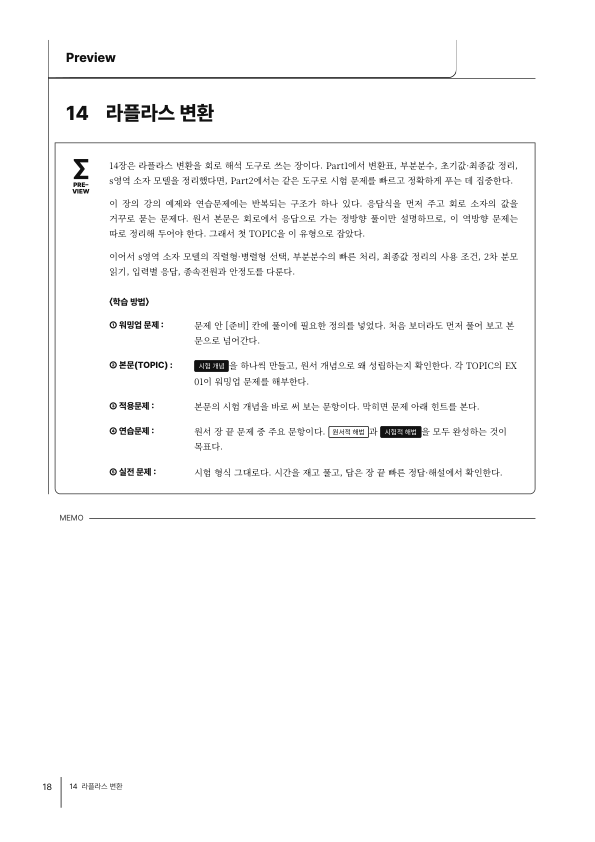 Preview
14 라플라스 변환
Σ
PRE-
VIEW
14장은 라플라스 변환을 회로 해석 도구로 쓰는 장이다. Part1에서 변환표, 부분분수, 초기값·최종값 정리,
s영역 소자 모델을 정리했다면, Part2에서는 같은 도구로 시험 문제를 빠르고 정확하게 푸는 데 집중한다.
이 장의 강의 예제와 연습문제에는 반복되는 구조가 하나 있다. 응답식을 먼저 주고 회로 소자의 값을
거꾸로 묻는 문제다. 원서 본문은 회로에서 응답으로 가는 정방향 풀이만 설명하므로, 이 역방향 문제는
따로 정리해 두어야 한다. 그래서 첫 TOPIC을 이 유형으로 잡았다.
이어서 s영역 소자 모델의 직렬형·병렬형 선택, 부분분수의 빠른 처리, 최종값 정리의 사용 조건, 2차 분모
읽기, 입력별 응답, 종속전원과 안정도를 다룬다.
〈학습 방법〉
① 워밍업 문제 : 문제 안 [준비] 칸에 풀이에 필요한 정의를 넣었다. 처음 보더라도 먼저 풀어 보고 본
문으로 넘어간다.
② 본문(TOPIC) : 시험 개념을 하나씩 만들고, 원서 개념으로 왜 성립하는지 확인한다. 각 TOPIC의 EX
01이 워밍업 문제를 해부한다.
③ 적용문제 : 본문의 시험 개념을 바로 써 보는 문항이다. 막히면 문제 아래 힌트를 본다.
④ 연습문제 : 원서 장 끝 문제 중 주요 문항이다. 원서적 해법과 시험적 해법을 모두 완성하는 것이
목표다.
⑤ 실전 문제 : 시험 형식 그대로다. 시간을 재고 풀고, 답은 장 끝 빠른 정답·해설에서 확인한다.
MEMO
18 14 라플라스 변환